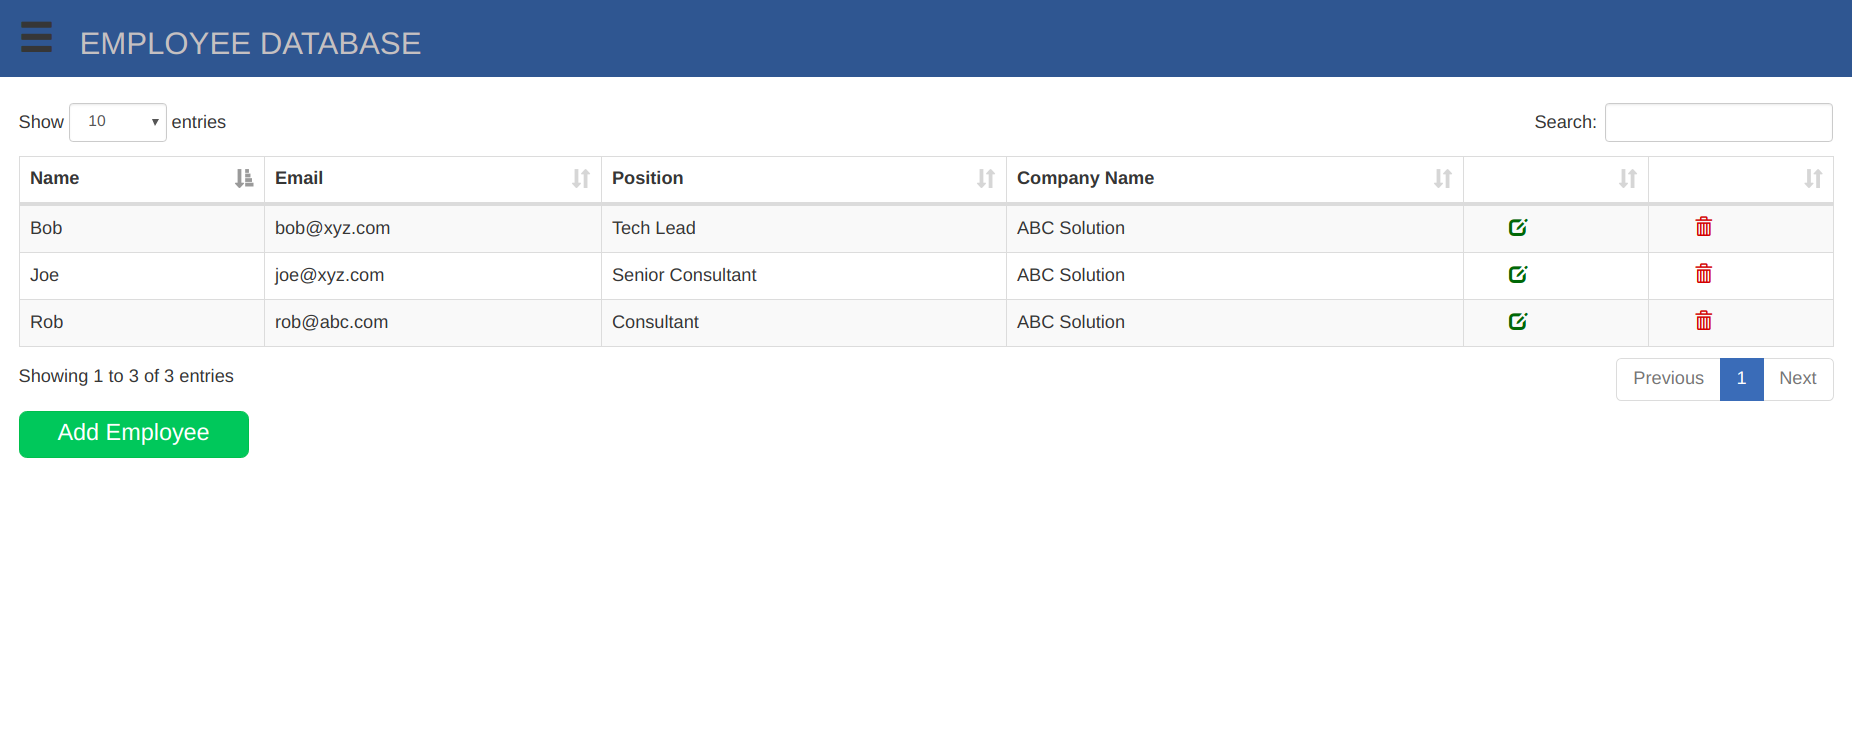 EMPLOYEE DATABASE
Show 10 entries Search:
Name Email Position Company Name
Bob bob@xyz.com Tech Lead ABC Solution
Joe joe@xyz.com Senior Consultant ABC Solution
Rob rob@abc.com Consultant ABC Solution
Showing 1 to 3 of 3 entries Previous 1 Next
Add Employee